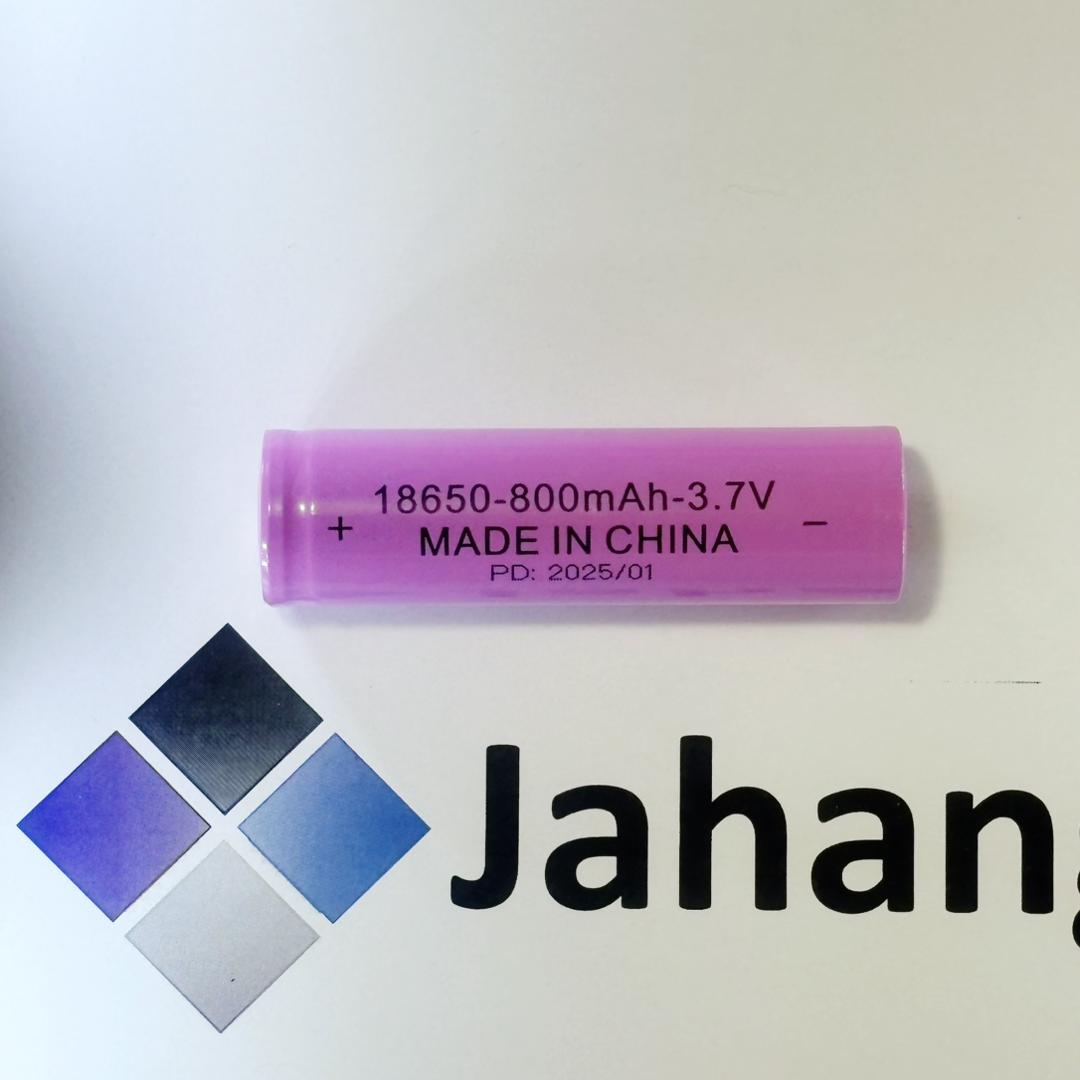 18650-800mAh-3.7V
+
-
MADE IN CHINA
PD: 2025/01
Jahan